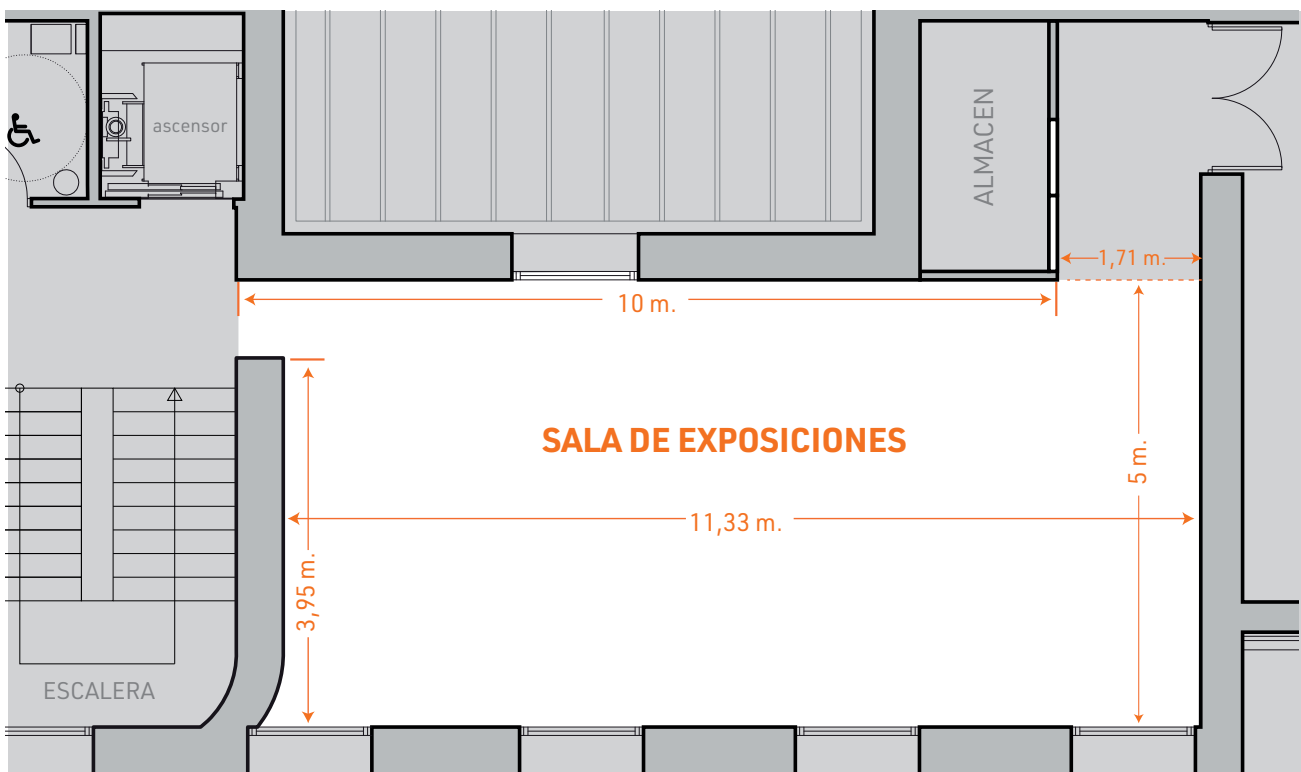 ascensor
ALMACEN
1,71 m.
10 m.
SALA DE EXPOSICIONES
5 m.
11,33 m.
3,95 m.
ESCALERA